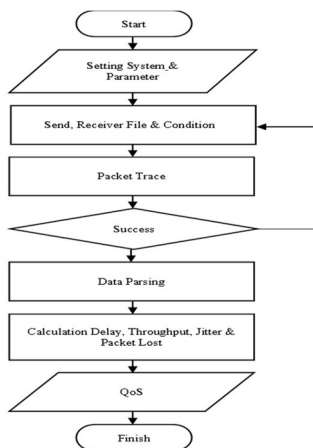 Start
Setting System &
Parameter
Send, Receiver File & Condition
Packet Trace
Success
Data Parsing
Calculation Delay, Throughput, Jitter &
Packet Lost
QoS
Finish